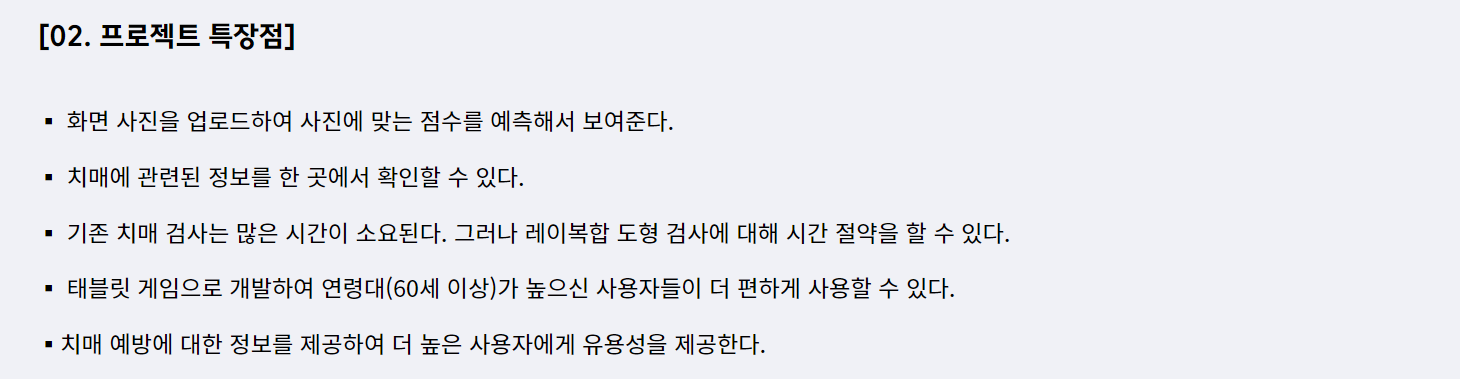 [02. 프로젝트 특장점]
▪ 화면 사진을 업로드하여 사진에 맞는 점수를 예측해서 보여준다.
▪ 치매에 관련된 정보를 한 곳에서 확인할 수 있다.
▪ 기존 치매 검사는 많은 시간이 소요된다. 그러나 레이복합 도형 검사에 대해 시간 절약을 할 수 있다.
▪ 태블릿 게임으로 개발하여 연령대(60세 이상)가 높으신 사용자들이 더 편하게 사용할 수 있다.
▪ 치매 예방에 대한 정보를 제공하여 더 높은 사용자에게 유용성을 제공한다.